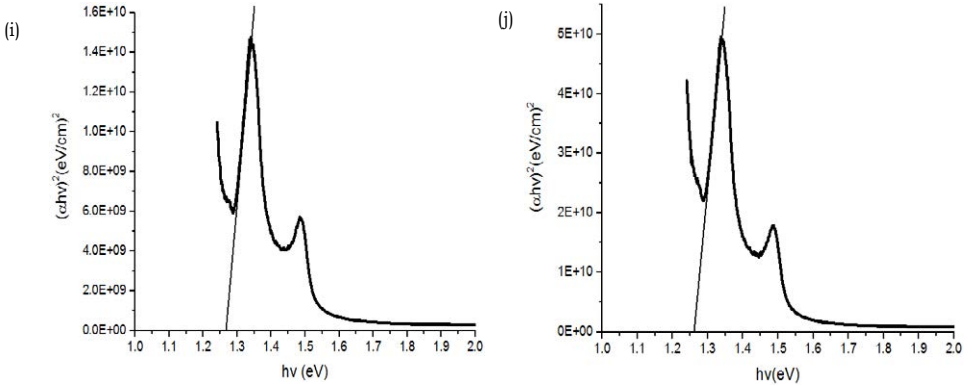 (i)
(αhν)²(eV/cm)²
1.6E+10
1.4E+10
1.2E+10
1.0E+10
8.0E+09
6.0E+09
4.0E+09
2.0E+09
0.0E+00
1.0 1.1 1.2 1.3 1.4 1.5 1.6 1.7 1.8 1.9 2.0
hν (eV)
(j)
(αhν)²(eV/cm)²
5E+10
4E+10
3E+10
2E+10
1E+10
0E+00
1.0 1.1 1.2 1.3 1.4 1.5 1.6 1.7 1.8 1.9 2.0
hν(eV)